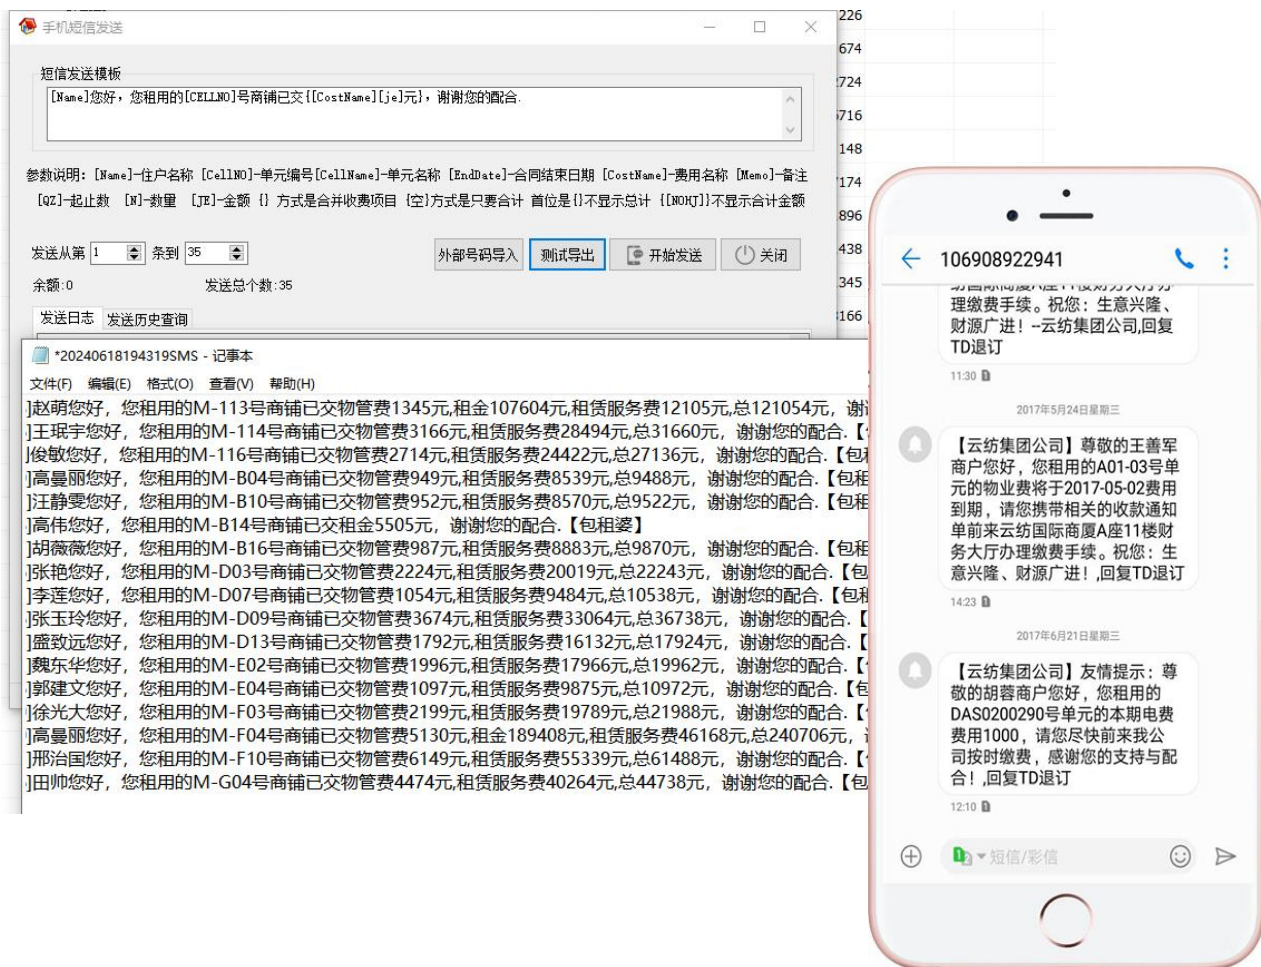 手机短信发送
226
674
短信发送模板
2724
[Name]您好，您租用的[CELLNO]号商铺已交{[CostName][je]元}，谢谢您的配合.
5716
148
参数说明: [Name]-住户名称 [CellNO]-单元编号[CellName]-单元名称 [EndDate]-合同结束日期 [CostName]-费用名称 [Memo]-备注
7174
[QZ]-起止数 [N]-数量 [JE]-金额 {} 方式是合并收费项目 {空}方式是只要合计 首位是{}不显示总计 {[NOHJ]}不显示合计金额
896
发送从第 1 条到 35 外部号码导入 测试导出 开始发送 关闭
438
余额:0 发送总个数:35
345
发送日志 发送历史查询
3166
*20240618194319SMS - 记事本
文件(F) 编辑(E) 格式(O) 查看(V) 帮助(H)
]赵萌您好，您租用的M-113号商铺已交物管费1345元,租金107604元,租赁服务费12105元,总121054元，谢
]王珉宇您好，您租用的M-114号商铺已交物管费3166元,租赁服务费28494元,总31660元，谢谢您的配合.【
俊敏您好，您租用的M-116号商铺已交物管费2714元,租赁服务费24422元,总27136元，谢谢您的配合.【包租
]高曼丽您好，您租用的M-B04号商铺已交物管费949元,租赁服务费8539元,总9488元，谢谢您的配合.【包租
]汪静雯您好，您租用的M-B10号商铺已交物管费952元,租赁服务费8570元,总9522元，谢谢您的配合.【包租
]高伟您好，您租用的M-B14号商铺已交租金5505元，谢谢您的配合.【包租婆】
]胡薇薇您好，您租用的M-B16号商铺已交物管费987元,租赁服务费8883元,总9870元，谢谢您的配合.【包租
]张艳您好，您租用的M-D03号商铺已交物管费2224元,租赁服务费20019元,总22243元，谢谢您的配合.【包
]李莲您好，您租用的M-D07号商铺已交物管费1054元,租赁服务费9484元,总10538元，谢谢您的配合.【包租
]张玉玲您好，您租用的M-D09号商铺已交物管费3674元,租赁服务费33064元,总36738元，谢谢您的配合.【
]盛致远您好，您租用的M-D13号商铺已交物管费1792元,租赁服务费16132元,总17924元，谢谢您的配合.【
]魏东华您好，您租用的M-E02号商铺已交物管费1996元,租赁服务费17966元,总19962元，谢谢您的配合.【
]郭建文您好，您租用的M-E04号商铺已交物管费1097元,租赁服务费9875元,总10972元，谢谢您的配合.【包
]徐光大您好，您租用的M-F03号商铺已交物管费2199元,租赁服务费19789元,总21988元，谢谢您的配合.【
]高曼丽您好，您租用的M-F04号商铺已交物管费5130元,租金189408元,租赁服务费46168元,总240706元，
]邢治国您好，您租用的M-F10号商铺已交物管费6149元,租赁服务费55339元,总61488元，谢谢您的配合.【
]田帅您好，您租用的M-G04号商铺已交物管费4474元,租赁服务费40264元,总44738元，谢谢您的配合.【包
106908922941
纺国际商厦A座11楼财务大厅办
理缴费手续。祝您：生意兴隆、
财源广进！--云纺集团公司,回复
TD退订
11:30
2017年5月24日星期三
【云纺集团公司】尊敬的王善军
商户您好，您租用的A01-03号单
元的物业费将于2017-05-02费用
到期，请您携带相关的收款通知
单前来云纺国际商厦A座11楼财
务大厅办理缴费手续。祝您：生
意兴隆、财源广进！,回复TD退订
14:23
2017年6月21日星期三
【云纺集团公司】友情提示：尊
敬的胡蓉商户您好，您租用的
DAS0200290号单元的本期电费
费用1000，请您尽快前来我公
司按时缴费，感谢您的支持与配
合！,回复TD退订
12:10
短信/彩信